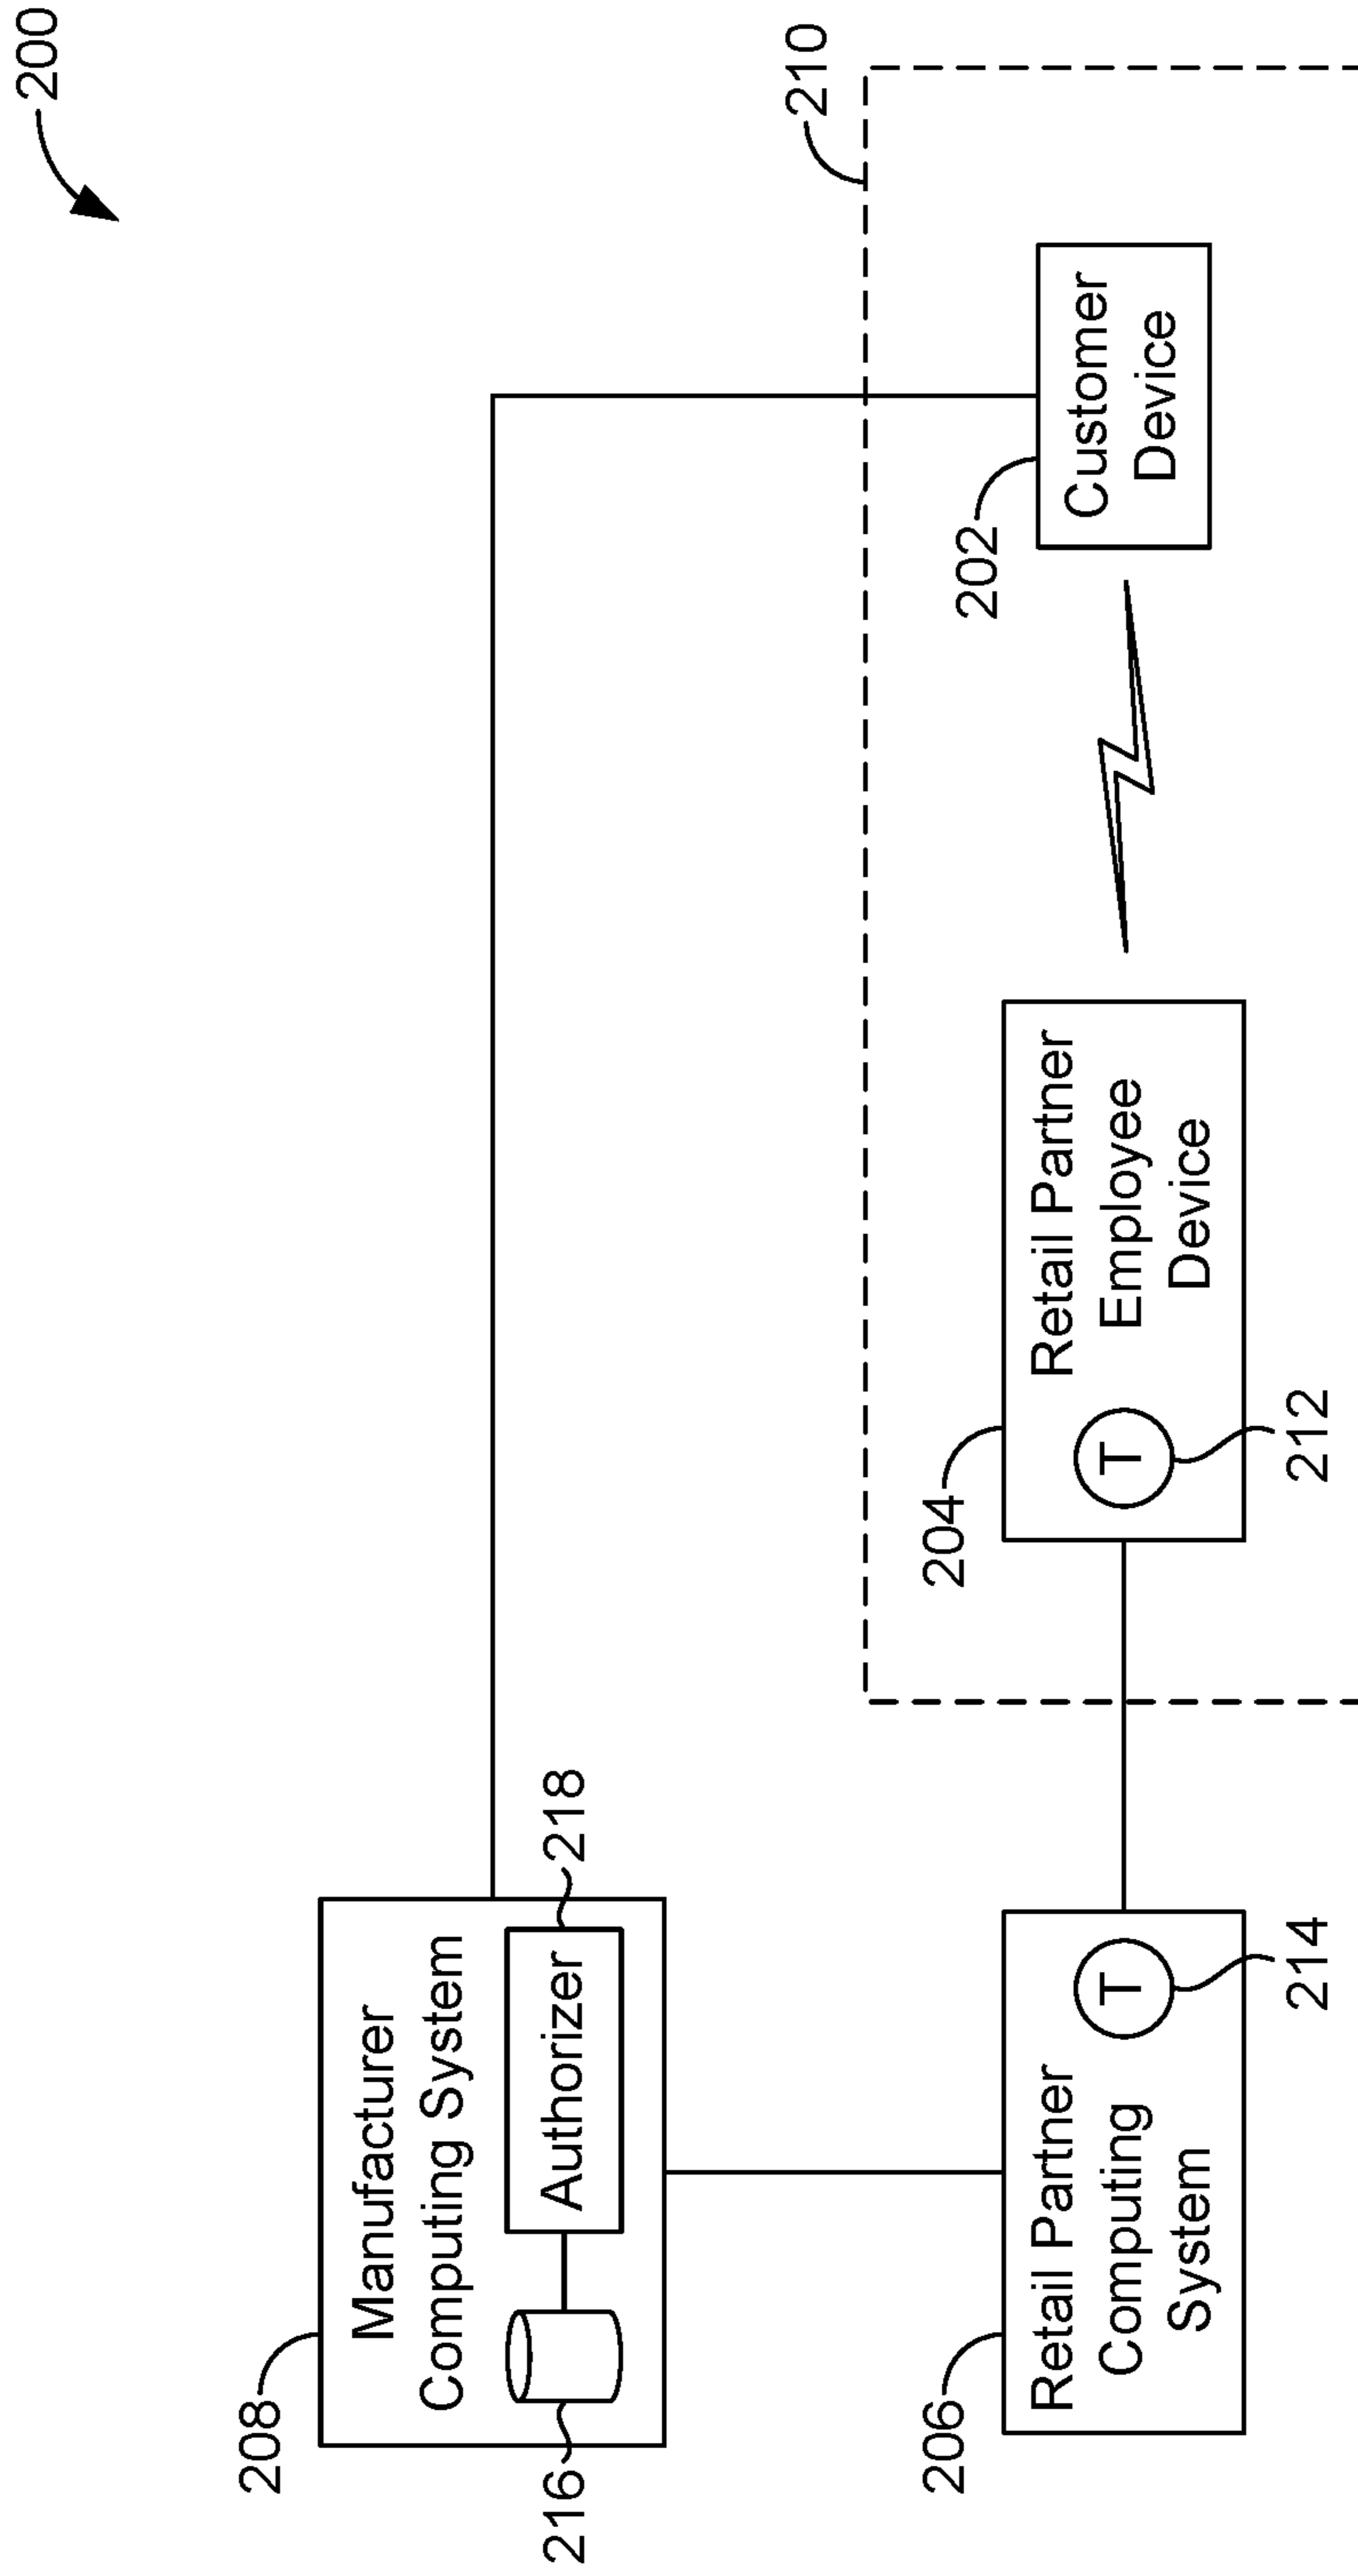 200
208
Manufacturer
Computing System
Authorizer
218
216
210
206
Retail Partner
Computing
System
T
214
204
Retail Partner
Employee
Device
T
212
202
Customer
Device